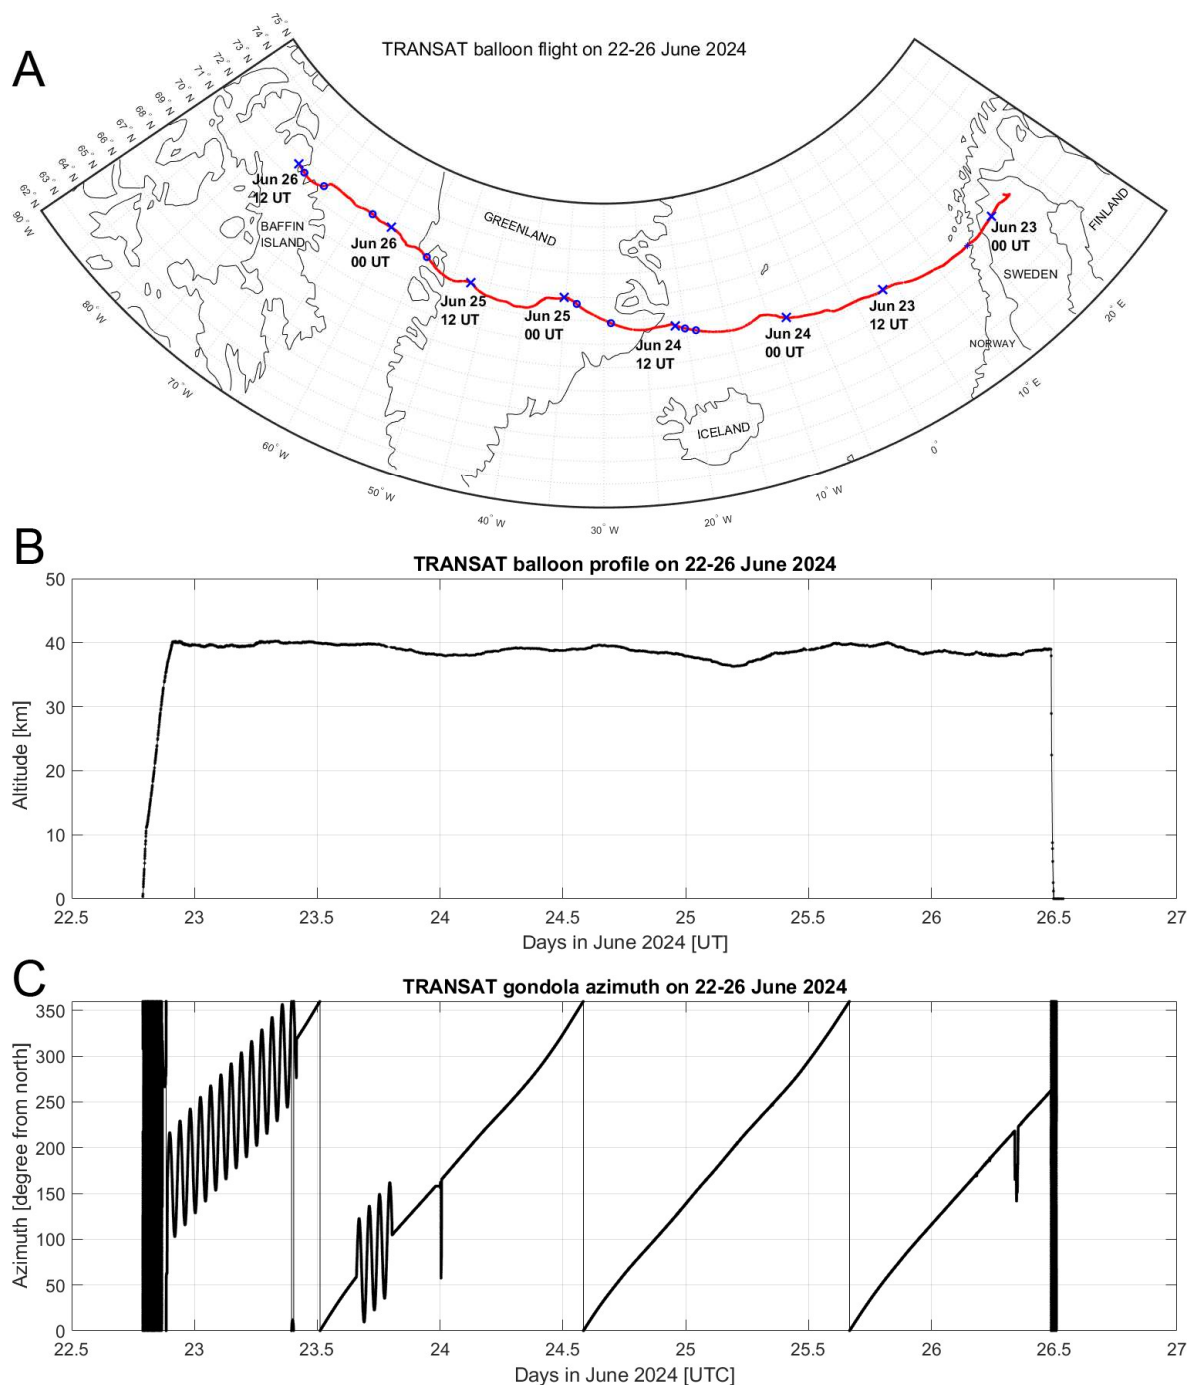 A
TRANSAT balloon flight on 22-26 June 2024
75° N
74° N
73° N
72° N
71° N
70° N
69° N
68° N
67° N
66° N
65° N
64° N
63° N
62° N
90° W
80° W
70° W
60° W
50° W
40° W
30° W
20° W
10° W
0°
10° E
20° E
Jun 26
12 UT
BAFFIN
ISLAND
Jun 26
00 UT
GREENLAND
Jun 25
12 UT
Jun 25
00 UT
Jun 24
12 UT
ICELAND
Jun 24
00 UT
Jun 23
12 UT
Jun 23
00 UT
SWEDEN
FINLAND
NORWAY
B
TRANSAT balloon profile on 22-26 June 2024
Altitude [km]
50
40
30
20
10
0
22.5 23 23.5 24 24.5 25 25.5 26 26.5 27
Days in June 2024 [UT]
C
TRANSAT gondola azimuth on 22-26 June 2024
Azimuth [degree from north]
350
300
250
200
150
100
50
0
22.5 23 23.5 24 24.5 25 25.5 26 26.5 27
Days in June 2024 [UTC]